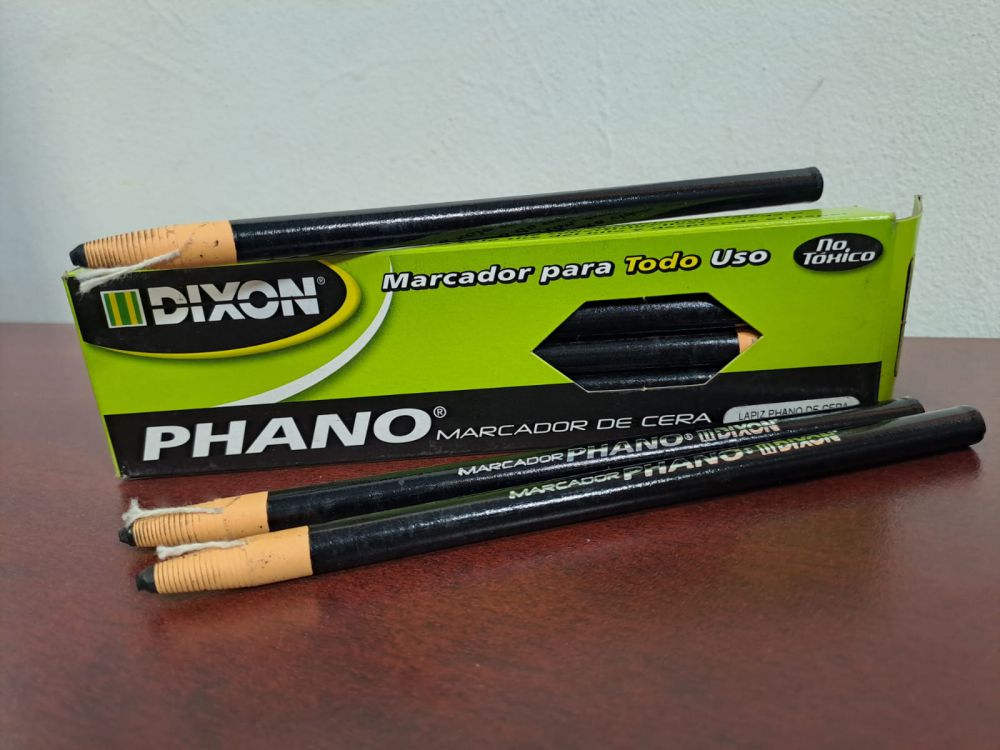 DIXON®
Marcador para Todo Uso
No
Tóxico
PHANO® MARCADOR DE CERA
LAPIZ PHANO DE CERA
MARCADOR PHANO® DIXON
MARCADOR PHANO® DIXON